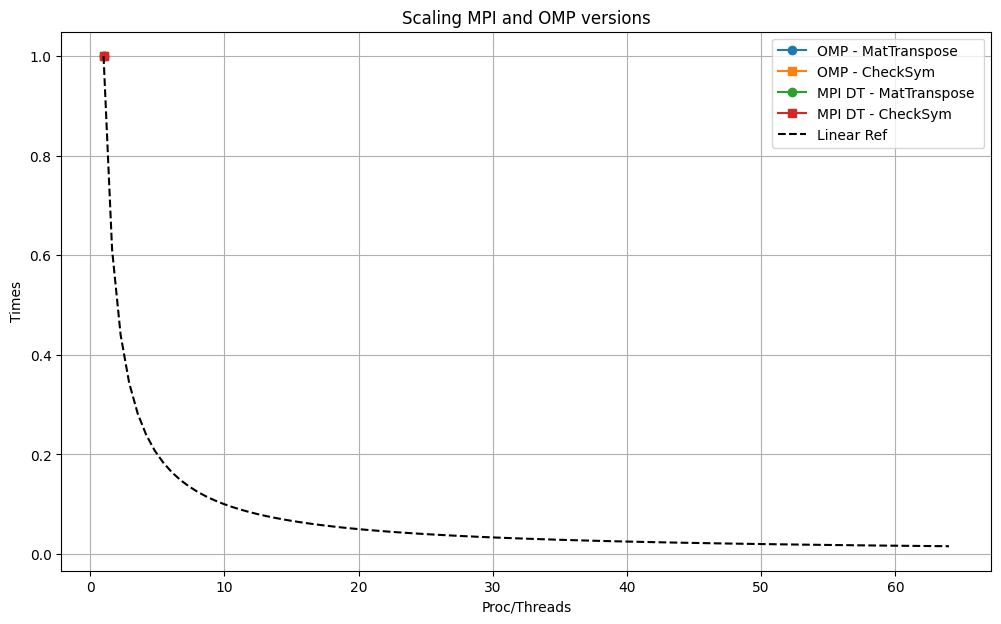 Scaling MPI and OMP versions
OMP - MatTranspose
OMP - CheckSym
MPI DT - MatTranspose
MPI DT - CheckSym
Linear Ref
Times
1.0
0.8
0.6
0.4
0.2
0.0
0 10 20 30 40 50 60
Proc/Threads